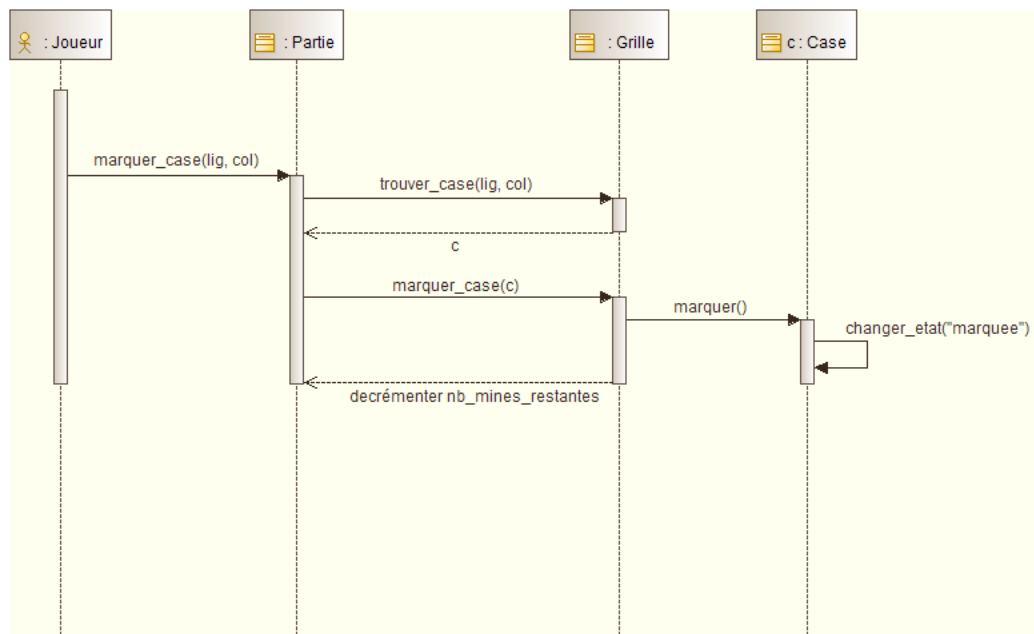 : Joueur
: Partie
: Grille
c : Case
marquer_case(lig, col)
trouver_case(lig, col)
c
marquer_case(c)
marquer()
changer_etat("marquee")
decrémenter nb_mines_restantes